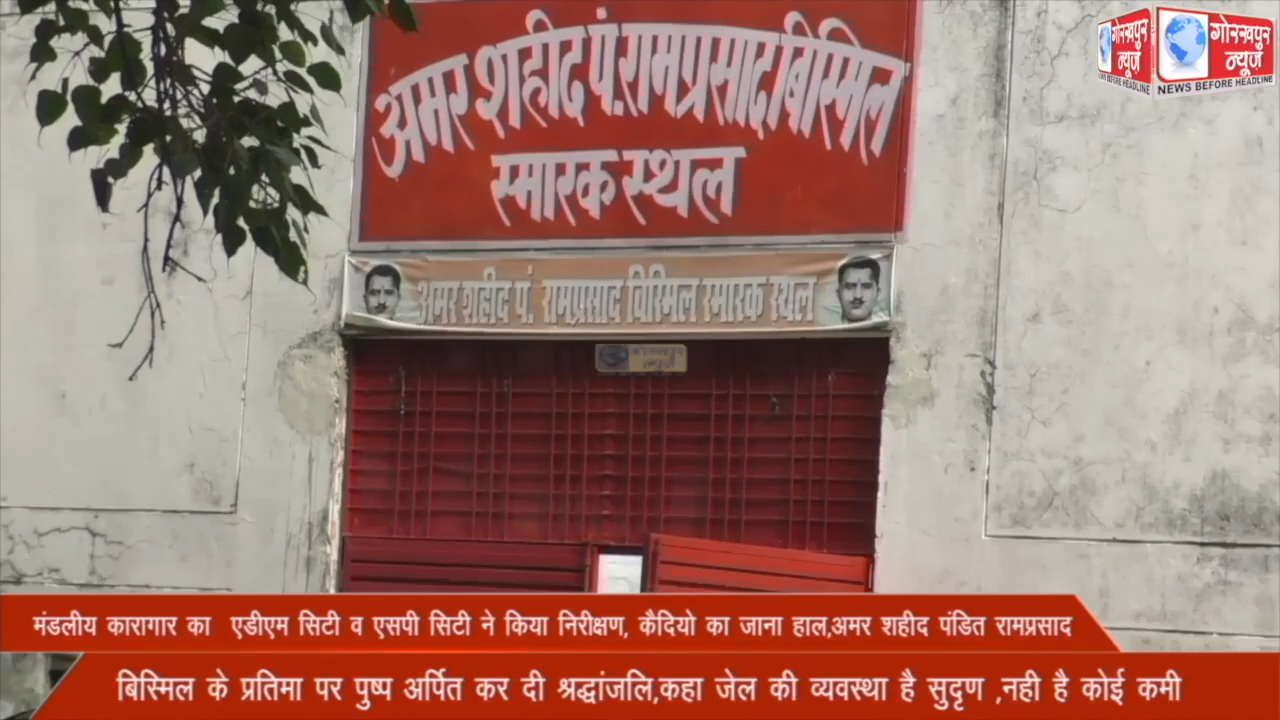 अमर शहीद पं.रामप्रसाद बिस्मिल
स्मारक स्थल
गोरखपुर
न्यूज़
NEWS BEFORE HEADLINE
अमर शहीद पं. रामप्रसाद विस्मिल स्मारक स्थल
मंडलीय कारागार का एडीएम सिटी व एसपी सिटी ने किया निरीक्षण, कैदियो का जाना हाल,अमर शहीद पंडित रामप्रसाद
बिस्मिल के प्रतिमा पर पुष्प अर्पित कर दी श्रद्धांजलि,कहा जेल की व्यवस्था है सुदृण ,नही है कोई कमी